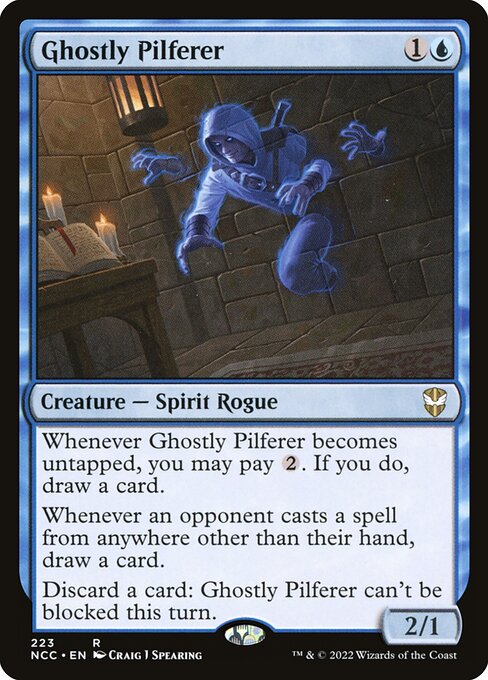 Ghostly Pilferer 1
Creature — Spirit Rogue
Whenever Ghostly Pilferer becomes
untapped, you may pay 2. If you do,
draw a card.
Whenever an opponent casts a spell
from anywhere other than their hand,
draw a card.
Discard a card: Ghostly Pilferer can't be
blocked this turn.
2/1
223 R
NCC • EN Craig J Spearing ™ & © 2022 Wizards of the Coast